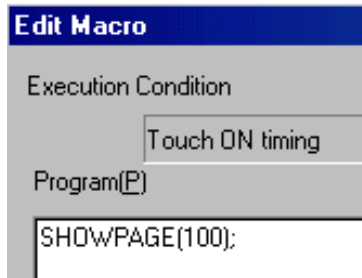 Edit Macro
Execution Condition
Touch ON timing
Program(P)
SHOWPAGE(100);